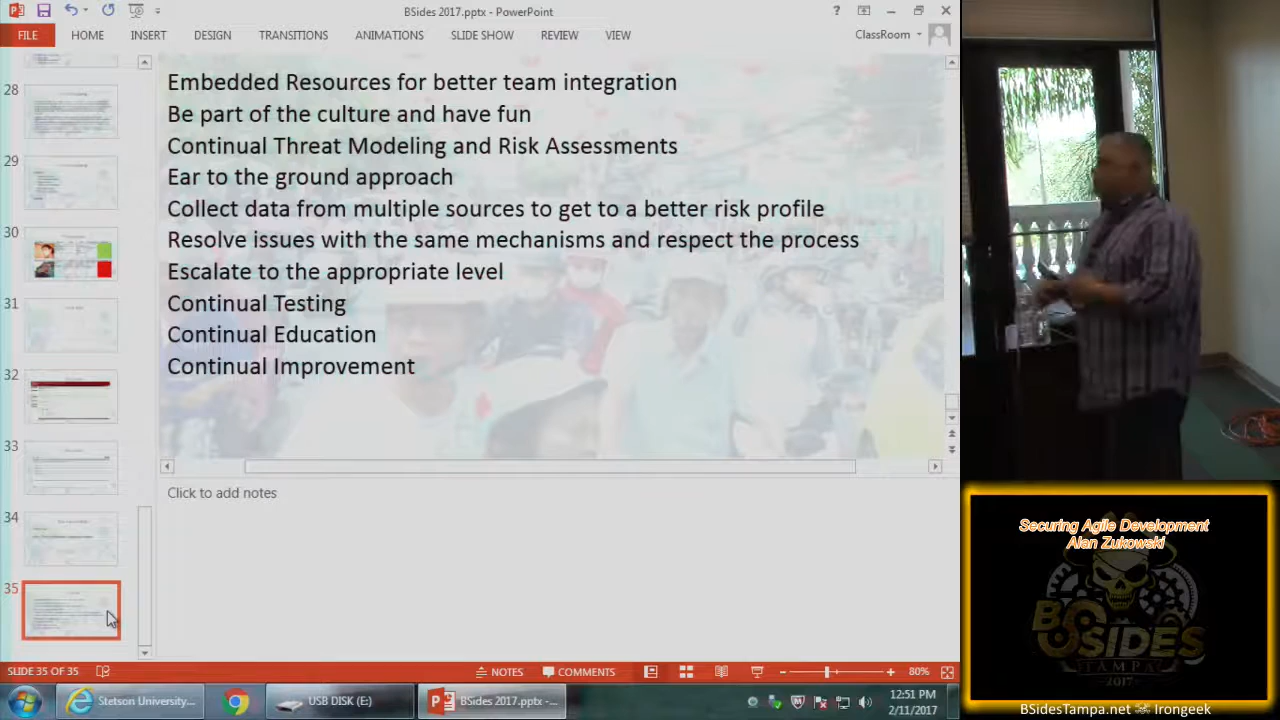 BSides 2017.pptx - PowerPoint
?
FILE
HOME
INSERT
DESIGN
TRANSITIONS
ANIMATIONS
SLIDE SHOW
REVIEW
VIEW
ClassRoom
28
29
30
31
32
33
34
35
Embedded Resources for better team integration
Be part of the culture and have fun
Continual Threat Modeling and Risk Assessments
Ear to the ground approach
Collect data from multiple sources to get to a better risk profile
Resolve issues with the same mechanisms and respect the process
Escalate to the appropriate level
Continual Testing
Continual Education
Continual Improvement
Click to add notes
SLIDE 35 OF 35
NOTES
COMMENTS
80%
Stetson University...
USB DISK (E:)
BSides 2017.pptx -...
12:51 PM
2/11/2017
Securing Agile Development
Alan Zukowski
BSIDES
TAMPA
2017
BSidesTampa.net Irongeek